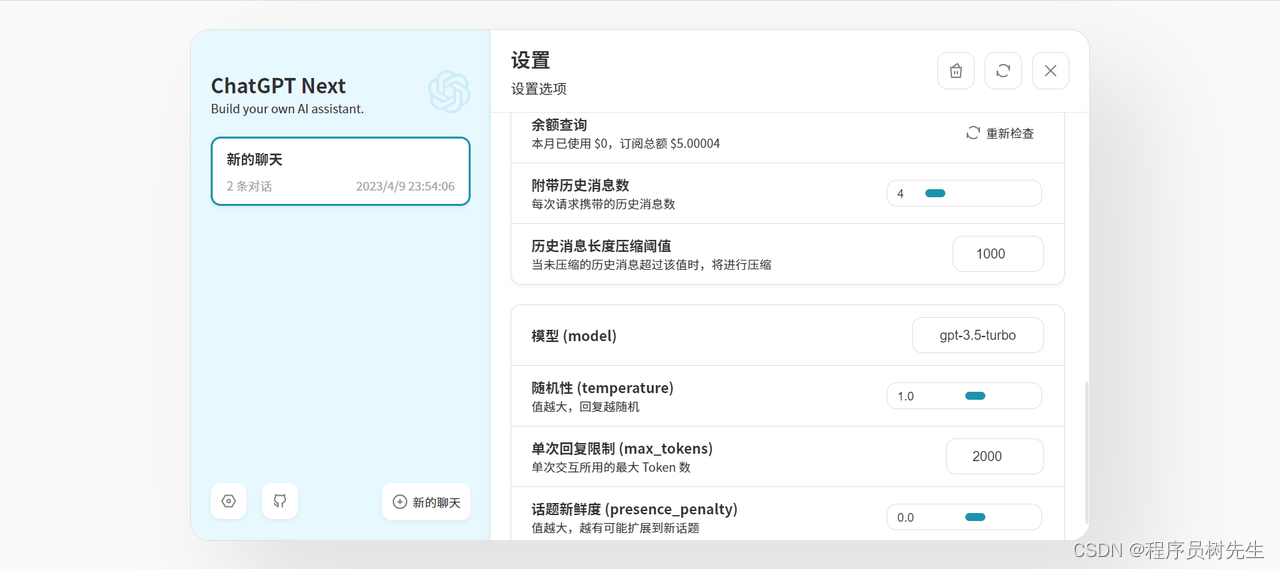 ChatGPT Next
Build your own AI assistant.
新的聊天
2 条对话
2023/4/9 23:54:06
新的聊天
设置
设置选项
余额查询
本月已使用 $0，订阅总额 $5.00004
重新检查
附带历史消息数
每次请求携带的历史消息数
4
历史消息长度压缩阈值
当未压缩的历史消息超过该值时，将进行压缩
1000
模型 (model)
gpt-3.5-turbo
随机性 (temperature)
值越大，回复越随机
1.0
单次回复限制 (max_tokens)
单次交互所用的最大 Token 数
2000
话题新鲜度 (presence_penalty)
值越大，越有可能扩展到新话题
0.0
CSDN @程序员树先生